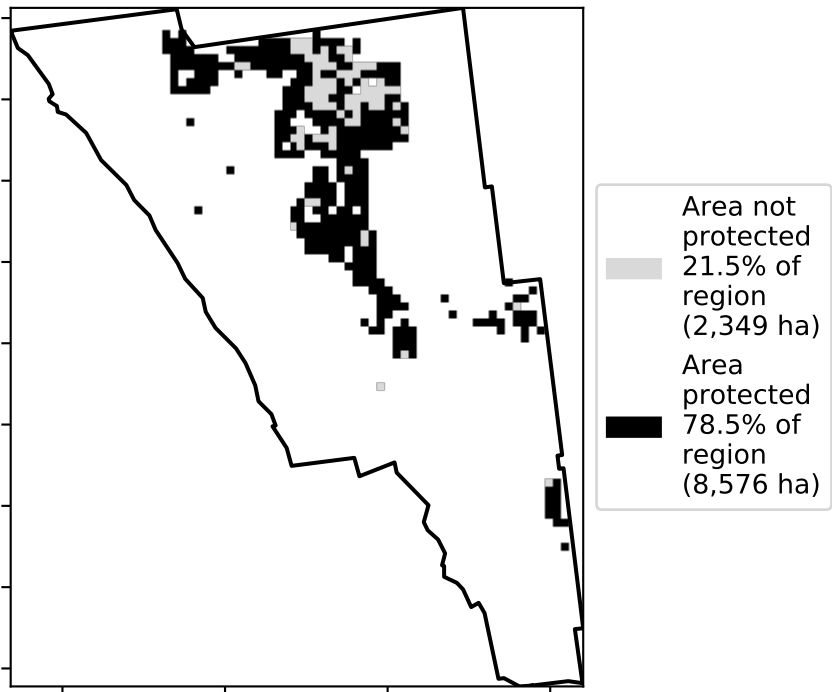 Area not
protected
21.5% of
region
(2,349 ha)
Area
protected
78.5% of
region
(8,576 ha)